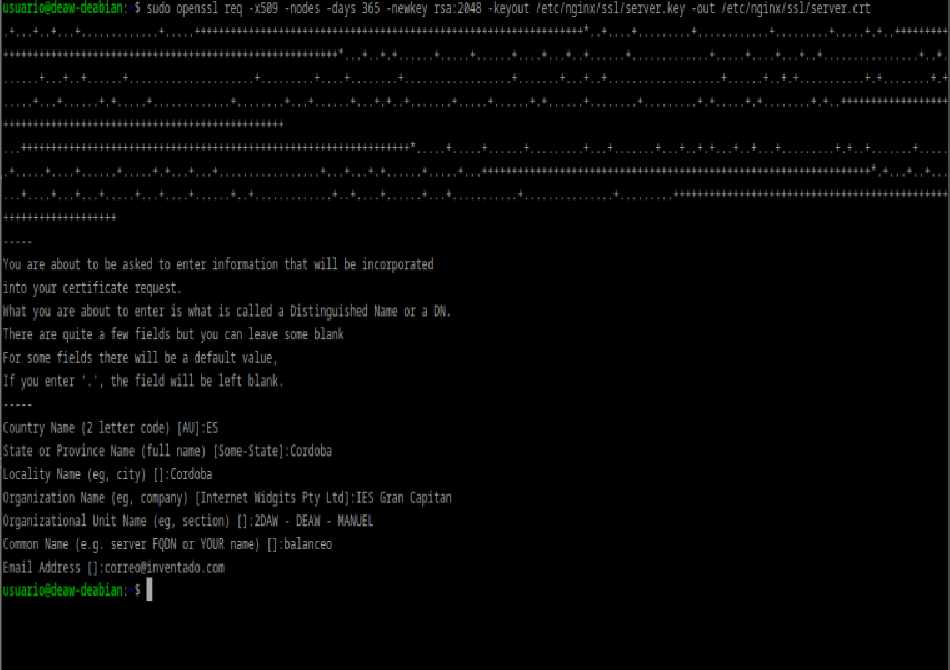 usuario@deaw-deabian:~$ sudo openssl req -x509 -nodes -days 365 -newkey rsa:2048 -keyout /etc/nginx/ssl/server.key -out /etc/nginx/ssl/server.crt
-----
You are about to be asked to enter information that will be incorporated
into your certificate request.
What you are about to enter is what is called a Distinguished Name or a DN.
There are quite a few fields but you can leave some blank
For some fields there will be a default value,
If you enter '.', the field will be left blank.
-----
Country Name (2 letter code) [AU]:ES
State or Province Name (full name) [Some-State]:Cordoba
Locality Name (eg, city) []:Cordoba
Organization Name (eg, company) [Internet Widgits Pty Ltd]:IES Gran Capitan
Organizational Unit Name (eg, section) []:2DAW - DEAW - MANUEL
Common Name (e.g. server FQDN or YOUR name) []:balanceo
Email Address []:correo@inventado.com
usuario@deaw-deabian:~$